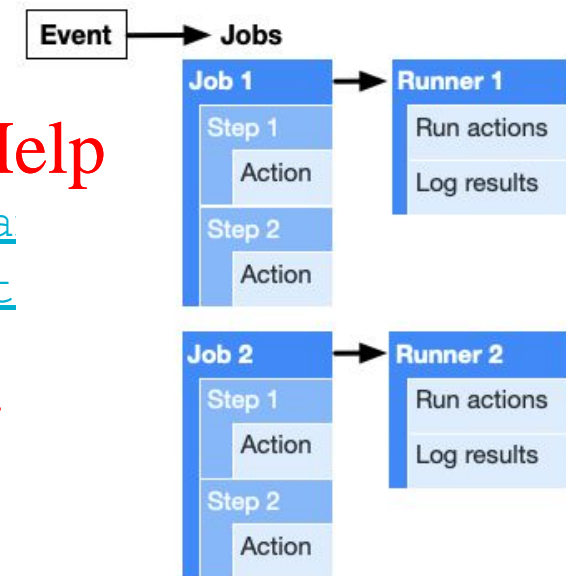 Event
Jobs
Job 1
Step 1
Action
Step 2
Action
Runner 1
Run actions
Log results
Job 2
Step 1
Action
Step 2
Action
Runner 2
Run actions
Log results